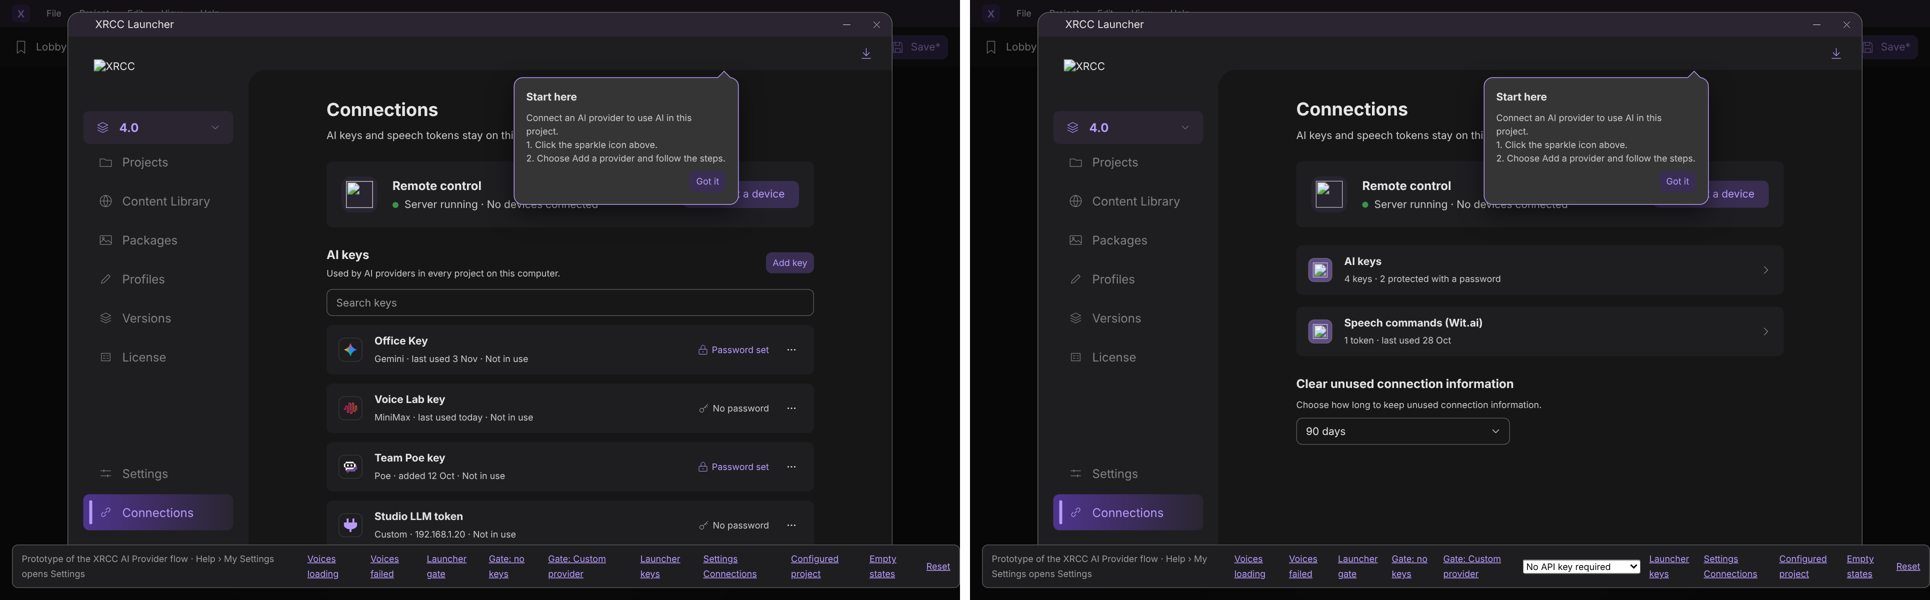 X File Project Edit View Help
XRCC Launcher
Lobby
Save*
XRCC
4.0
Projects
Content Library
Packages
Profiles
Versions
License
Settings
Connections
Connections
AI keys and speech tokens stay on thi
Start here
Connect an AI provider to use AI in this
project.
1. Click the sparkle icon above.
2. Choose Add a provider and follow the steps.
Got it
Remote control
Server running · No devices connected
a device
AI keys
Used by AI providers in every project on this computer.
Add key
Search keys
Office Key
Gemini · last used 3 Nov · Not in use
Password set
Voice Lab key
MiniMax · last used today · Not in use
No password
Team Poe key
Poe · added 12 Oct · Not in use
Password set
Studio LLM token
Custom · 192.168.1.20 · Not in use
No password
Prototype of the XRCC AI Provider flow · Help › My Settings
opens Settings
Voices
loading
Voices
failed
Launcher
gate
Gate: no
keys
Gate: Custom
provider
Launcher
keys
Settings
Connections
Configured
project
Empty
states
Reset
X File Project Edit View Help
XRCC Launcher
Lobby
Save*
XRCC
4.0
Projects
Content Library
Packages
Profiles
Versions
License
Settings
Connections
Connections
AI keys and speech tokens stay on thi
Start here
Connect an AI provider to use AI in this
project.
1. Click the sparkle icon above.
2. Choose Add a provider and follow the steps.
Got it
Remote control
Server running · No devices connected
a device
AI keys
4 keys · 2 protected with a password
Speech commands (Wit.ai)
1 token · last used 28 Oct
Clear unused connection information
Choose how long to keep unused connection information.
90 days
Prototype of the XRCC AI Provider flow · Help › My
Settings opens Settings
Voices
loading
Voices
failed
Launcher
gate
Gate: no
keys
Gate: Custom
provider
No API key required
Launcher
keys
Settings
Connections
Configured
project
Empty
states
Reset